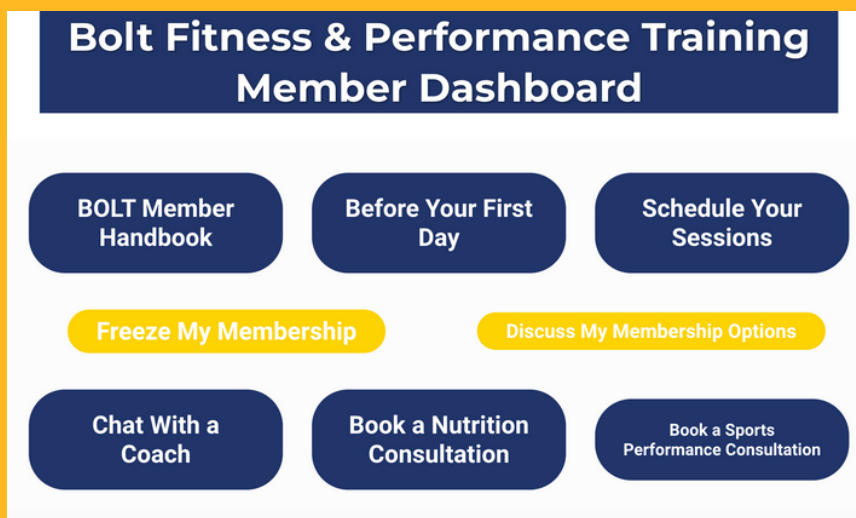 Bolt Fitness & Performance Training
Member Dashboard
BOLT Member
Handbook
Before Your First
Day
Schedule Your
Sessions
Freeze My Membership
Discuss My Membership Options
Chat With a
Coach
Book a Nutrition
Consultation
Book a Sports
Performance Consultation